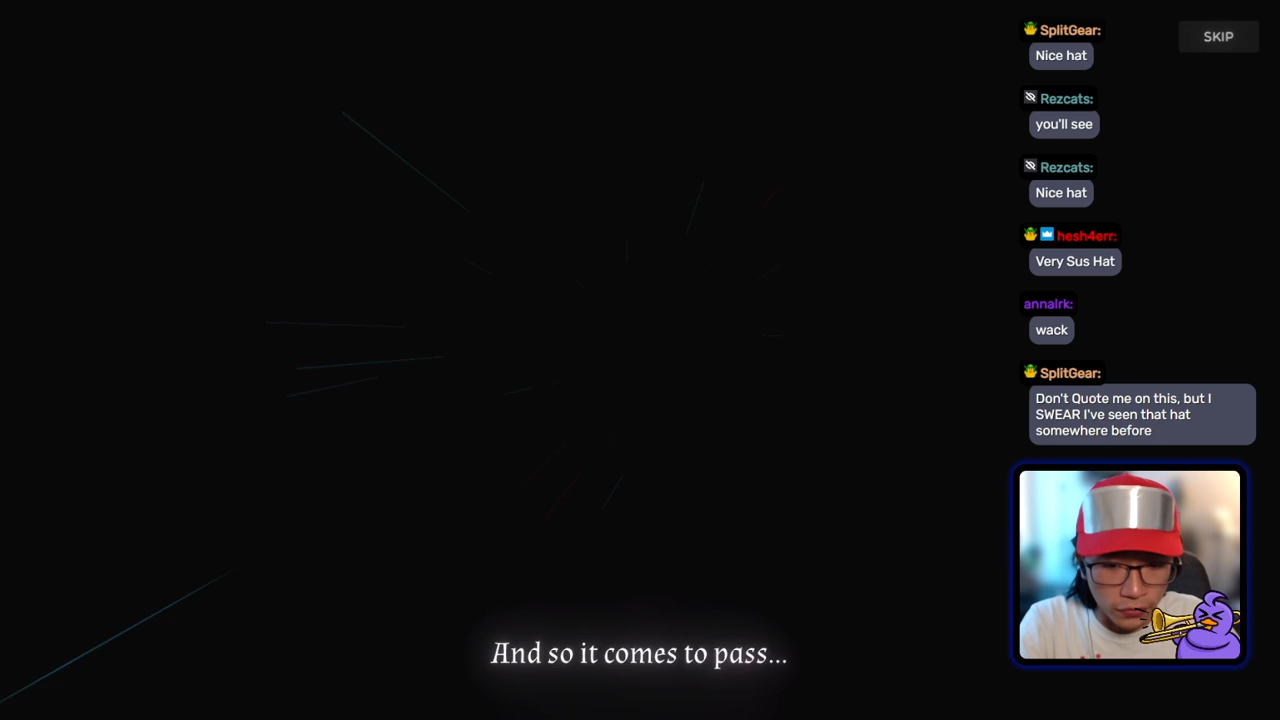 SKIP
SplitGear:
Nice hat
Rezcats:
you'll see
Rezcats:
Nice hat
hesh4err:
Very Sus Hat
annalrk:
wack
SplitGear:
Don't Quote me on this, but I
SWEAR I've seen that hat
somewhere before
And so it comes to pass...